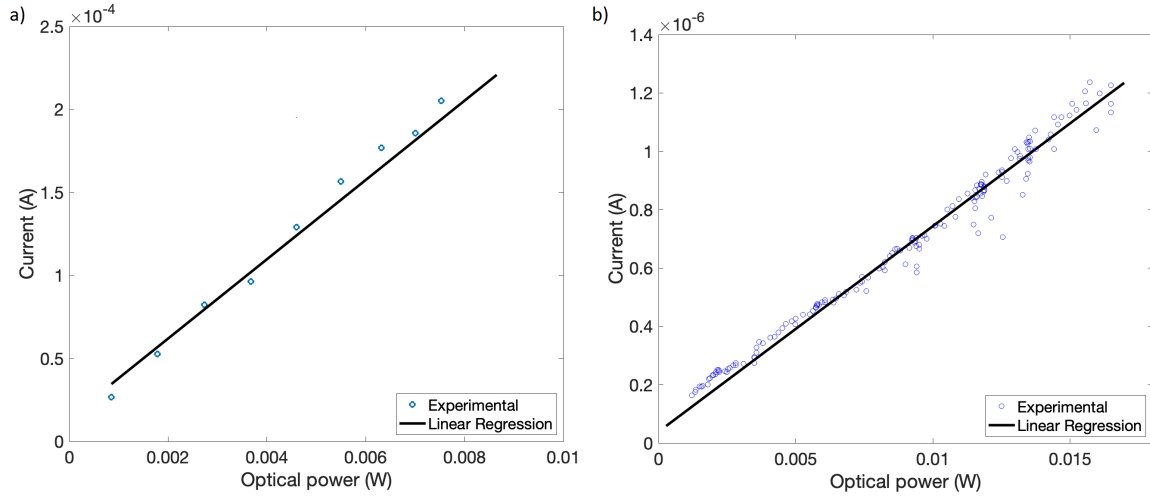 a)
×10⁻⁴
2.5
2
1.5
1
0.5
0
0
0.002
0.004
0.006
0.008
0.01
Current (A)
Optical power (W)
Experimental
Linear Regression
b)
×10⁻⁶
1.4
1.2
1
0.8
0.6
0.4
0.2
0
0
0.005
0.01
0.015
Current (A)
Optical power (W)
Experimental
Linear Regression